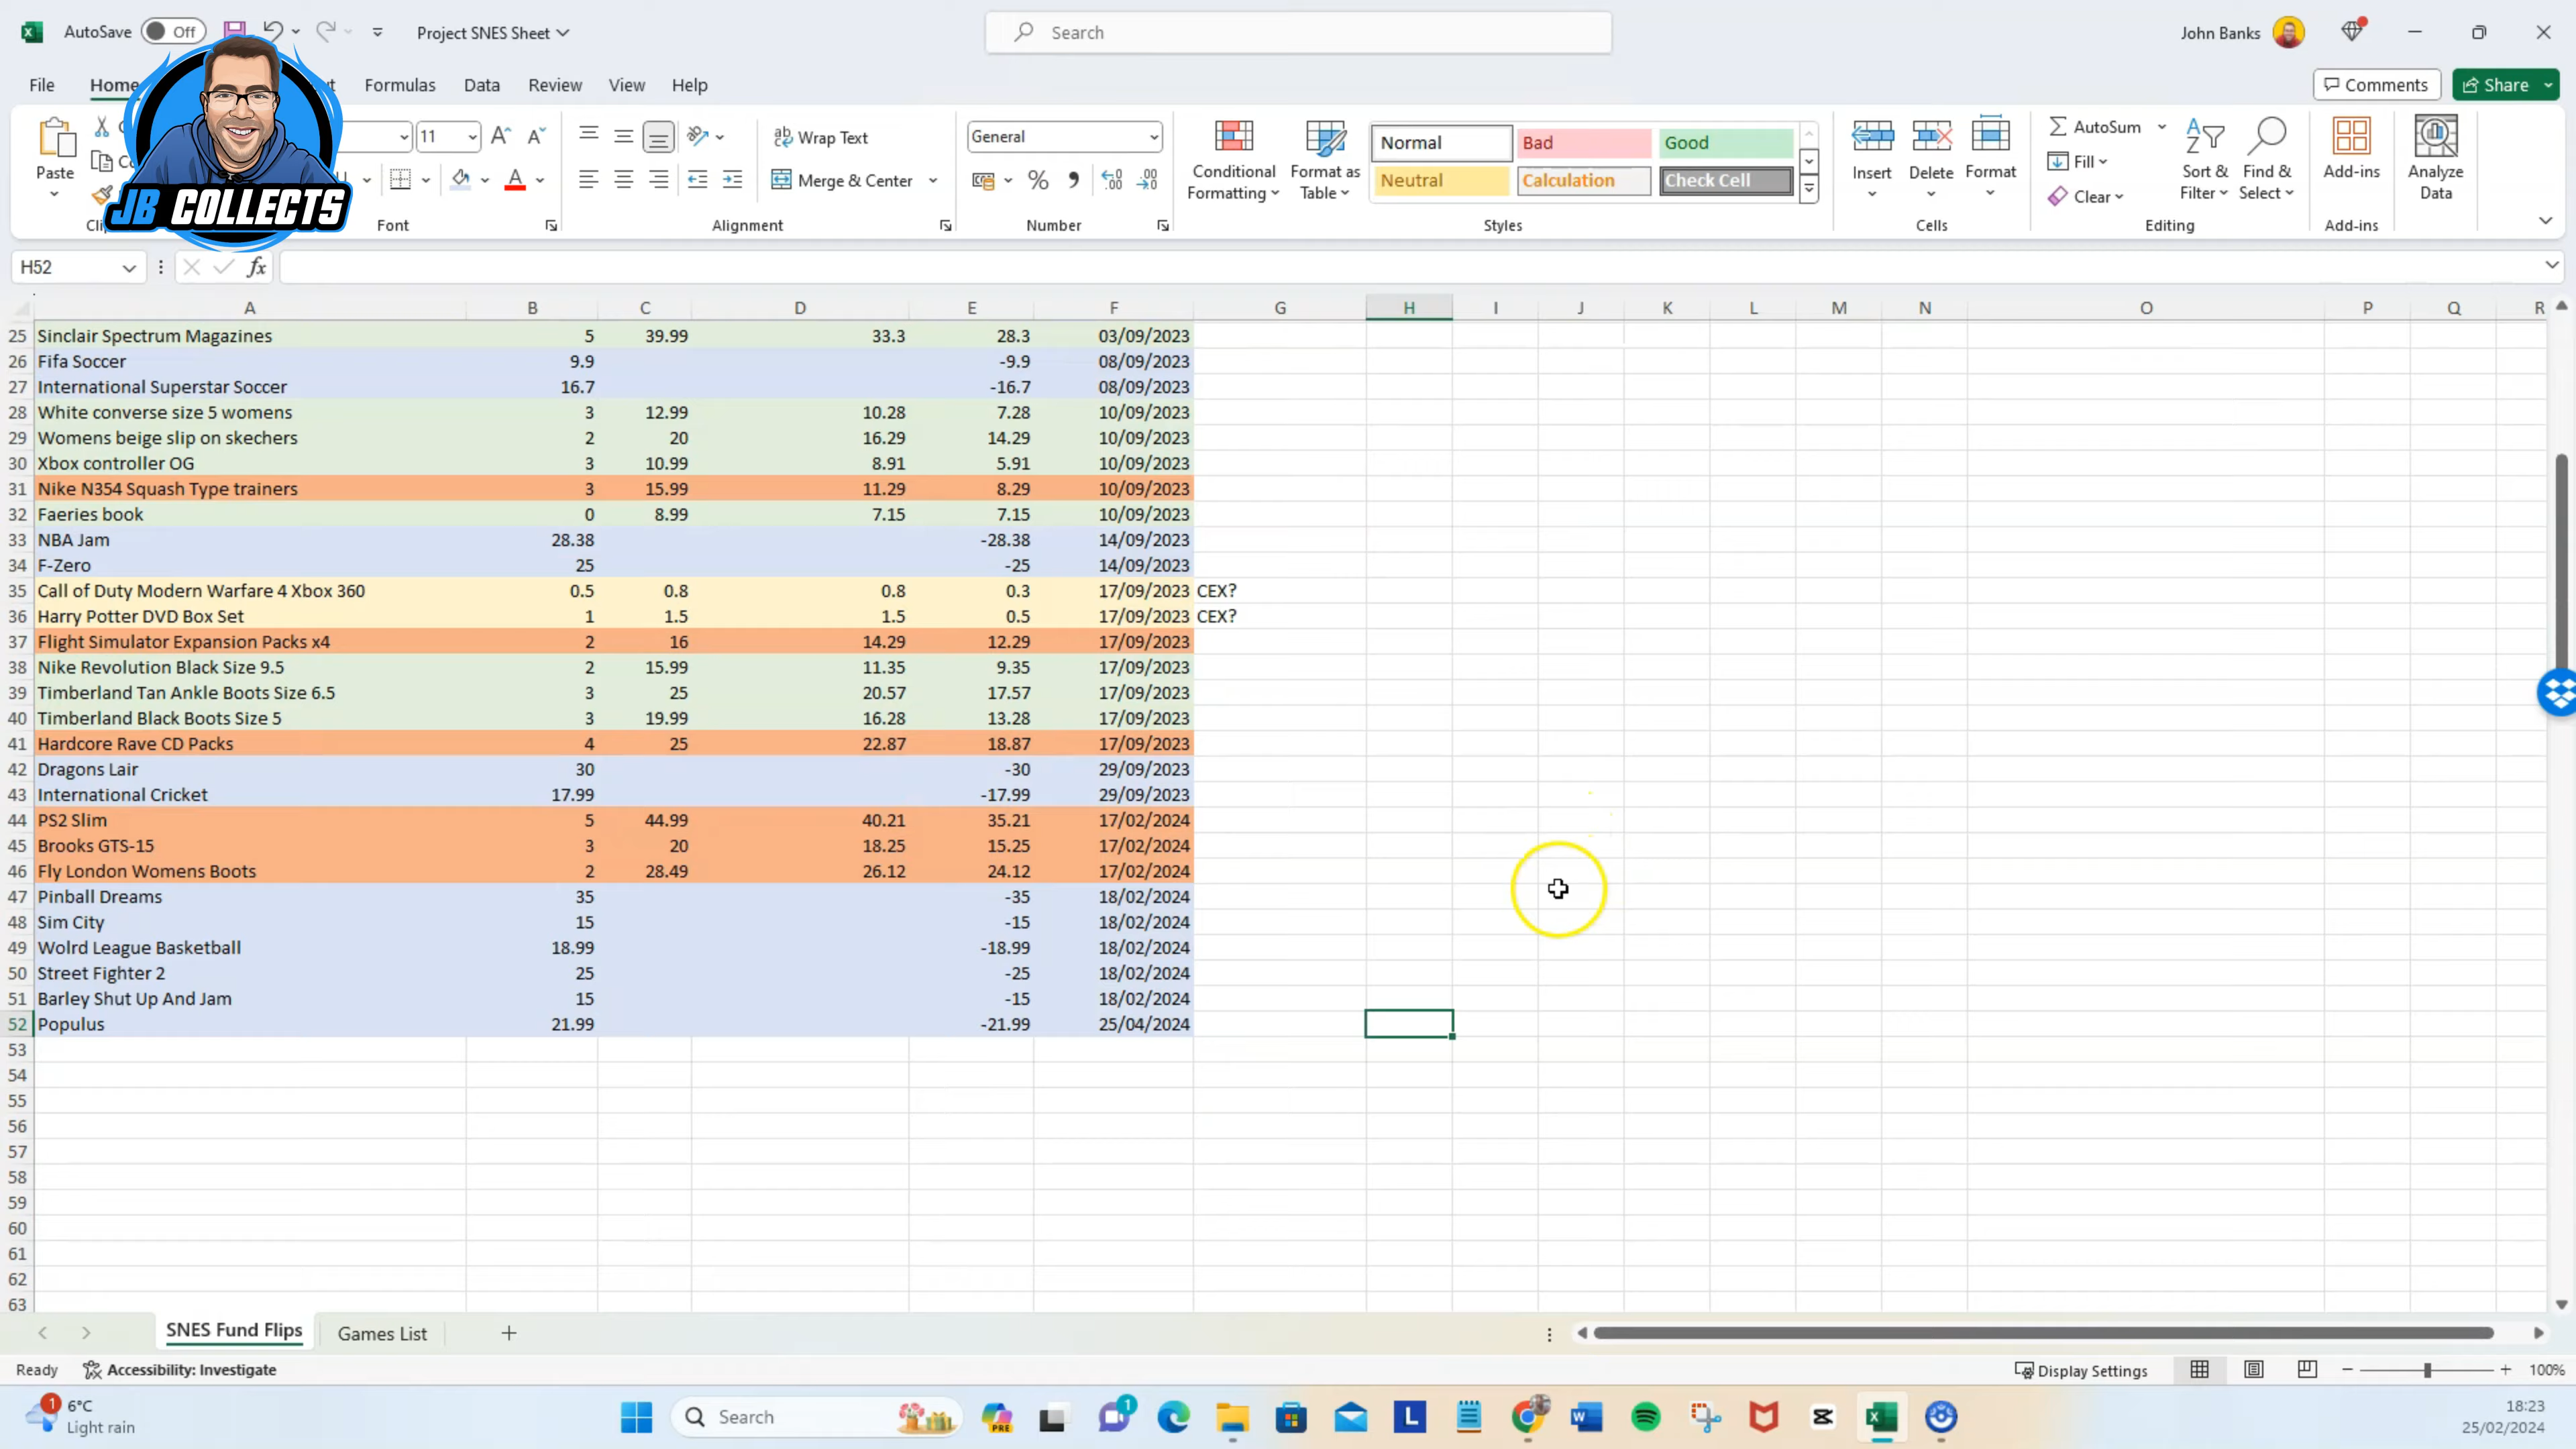 AutoSave Off Project SNES Sheet Search John Banks
File Home Formulas Data Review View Help Comments Share
Paste 11 Wrap Text General Conditional Formatting Format as Table Normal Bad Good Insert Delete Format AutoSum Sort & Filter Find & Select Add-ins Analyze Data
Merge & Center Neutral Calculation Check Cell Fill Clear
JB COLLECTS
Font Alignment Number Styles Cells Editing Add-ins
H52 fx
A B C D E F G H I J K L M N O P Q R
25 Sinclair Spectrum Magazines 5 39.99 33.3 28.3 03/09/2023
26 Fifa Soccer 9.9 -9.9 08/09/2023
27 International Superstar Soccer 16.7 -16.7 08/09/2023
28 White converse size 5 womens 3 12.99 10.28 7.28 10/09/2023
29 Womens beige slip on skechers 2 20 16.29 14.29 10/09/2023
30 Xbox controller OG 3 10.99 8.91 5.91 10/09/2023
31 Nike N354 Squash Type trainers 3 15.99 11.29 8.29 10/09/2023
32 Faeries book 0 8.99 7.15 7.15 10/09/2023
33 NBA Jam 28.38 -28.38 14/09/2023
34 F-Zero 25 -25 14/09/2023
35 Call of Duty Modern Warfare 4 Xbox 360 0.5 0.8 0.8 0.3 17/09/2023 CEX?
36 Harry Potter DVD Box Set 1 1.5 1.5 0.5 17/09/2023 CEX?
37 Flight Simulator Expansion Packs x4 2 16 14.29 12.29 17/09/2023
38 Nike Revolution Black Size 9.5 2 15.99 11.35 9.35 17/09/2023
39 Timberland Tan Ankle Boots Size 6.5 3 25 20.57 17.57 17/09/2023
40 Timberland Black Boots Size 5 3 19.99 16.28 13.28 17/09/2023
41 Hardcore Rave CD Packs 4 25 22.87 18.87 17/09/2023
42 Dragons Lair 30 -30 29/09/2023
43 International Cricket 17.99 -17.99 29/09/2023
44 PS2 Slim 5 44.99 40.21 35.21 17/02/2024
45 Brooks GTS-15 3 20 18.25 15.25 17/02/2024
46 Fly London Womens Boots 2 28.49 26.12 24.12 17/02/2024
47 Pinball Dreams 35 -35 18/02/2024
48 Sim City 15 -15 18/02/2024
49 Wolrd League Basketball 18.99 -18.99 18/02/2024
50 Street Fighter 2 25 -25 18/02/2024
51 Barley Shut Up And Jam 15 -15 18/02/2024
52 Populus 21.99 -21.99 25/04/2024
53
54
55
56
57
58
59
60
61
62
63
SNES Fund Flips Games List
Ready Accessibility: Investigate Display Settings 100%
1 6°C Search PRE 1 L W 18:23
Light rain 25/02/2024